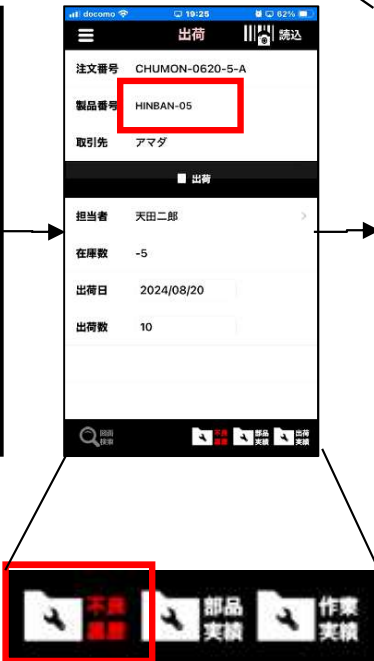 docomo 19:25 62%
出荷 読込
注文番号 CHUMON-0620-5-A
製品番号 HINBAN-05
取引先 アマダ
出荷
担当者 天田二郎
在庫数 -5
出荷日 2024/08/20
出荷数 10
図面 不良 部品 出荷
検索 履歴 実績 実績
不良 部品 作業
履歴 実績 実績